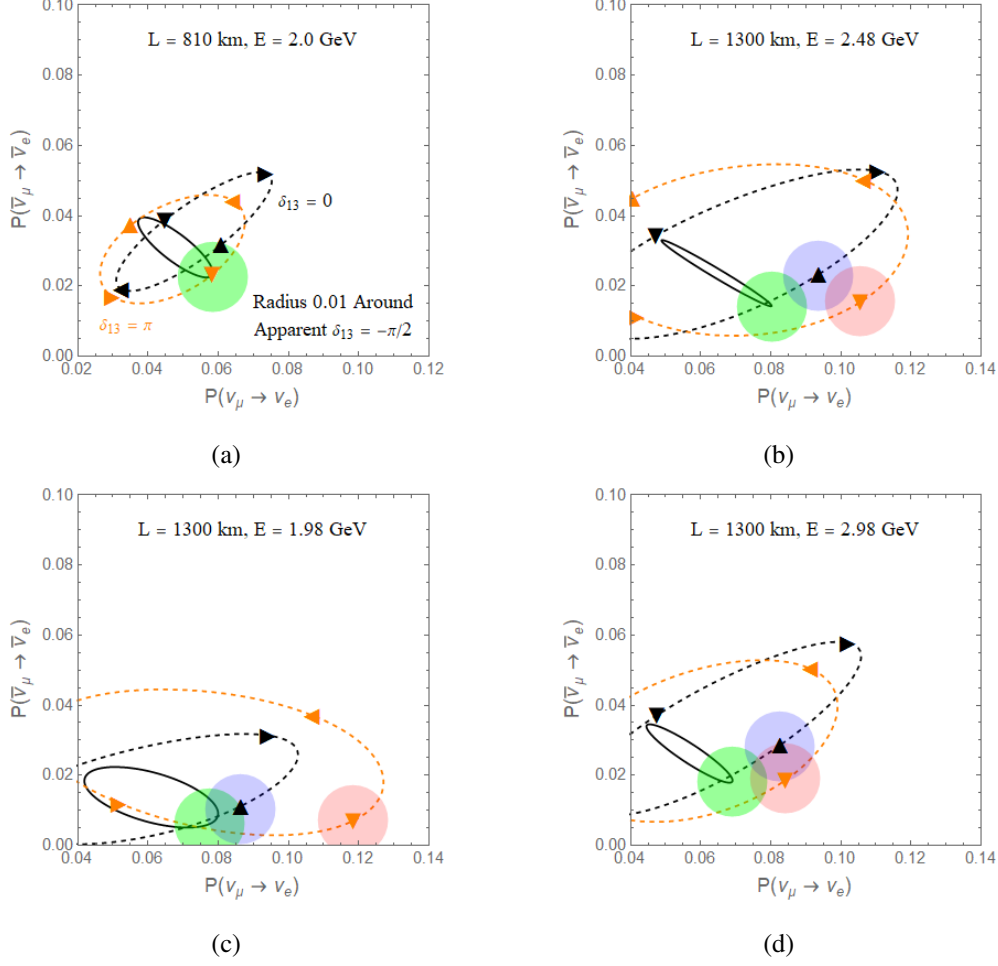 L = 810 km, E = 2.0 GeV
0.10
0.08
0.06
0.04
0.02
0.00
P(ν̄μ → ν̄e)
δ13 = 0
δ13 = π
Radius 0.01 Around
Apparent δ13 = −π/2
0.02 0.04 0.06 0.08 0.10 0.12
P(νμ → νe)
(a)
L = 1300 km, E = 2.48 GeV
0.10
0.08
0.06
0.04
0.02
0.00
P(ν̄μ → ν̄e)
0.04 0.06 0.08 0.10 0.12 0.14
P(νμ → νe)
(b)
L = 1300 km, E = 1.98 GeV
0.10
0.08
0.06
0.04
0.02
0.00
P(ν̄μ → ν̄e)
0.04 0.06 0.08 0.10 0.12 0.14
P(νμ → νe)
(c)
L = 1300 km, E = 2.98 GeV
0.10
0.08
0.06
0.04
0.02
0.00
P(ν̄μ → ν̄e)
0.04 0.06 0.08 0.10 0.12 0.14
P(νμ → νe)
(d)